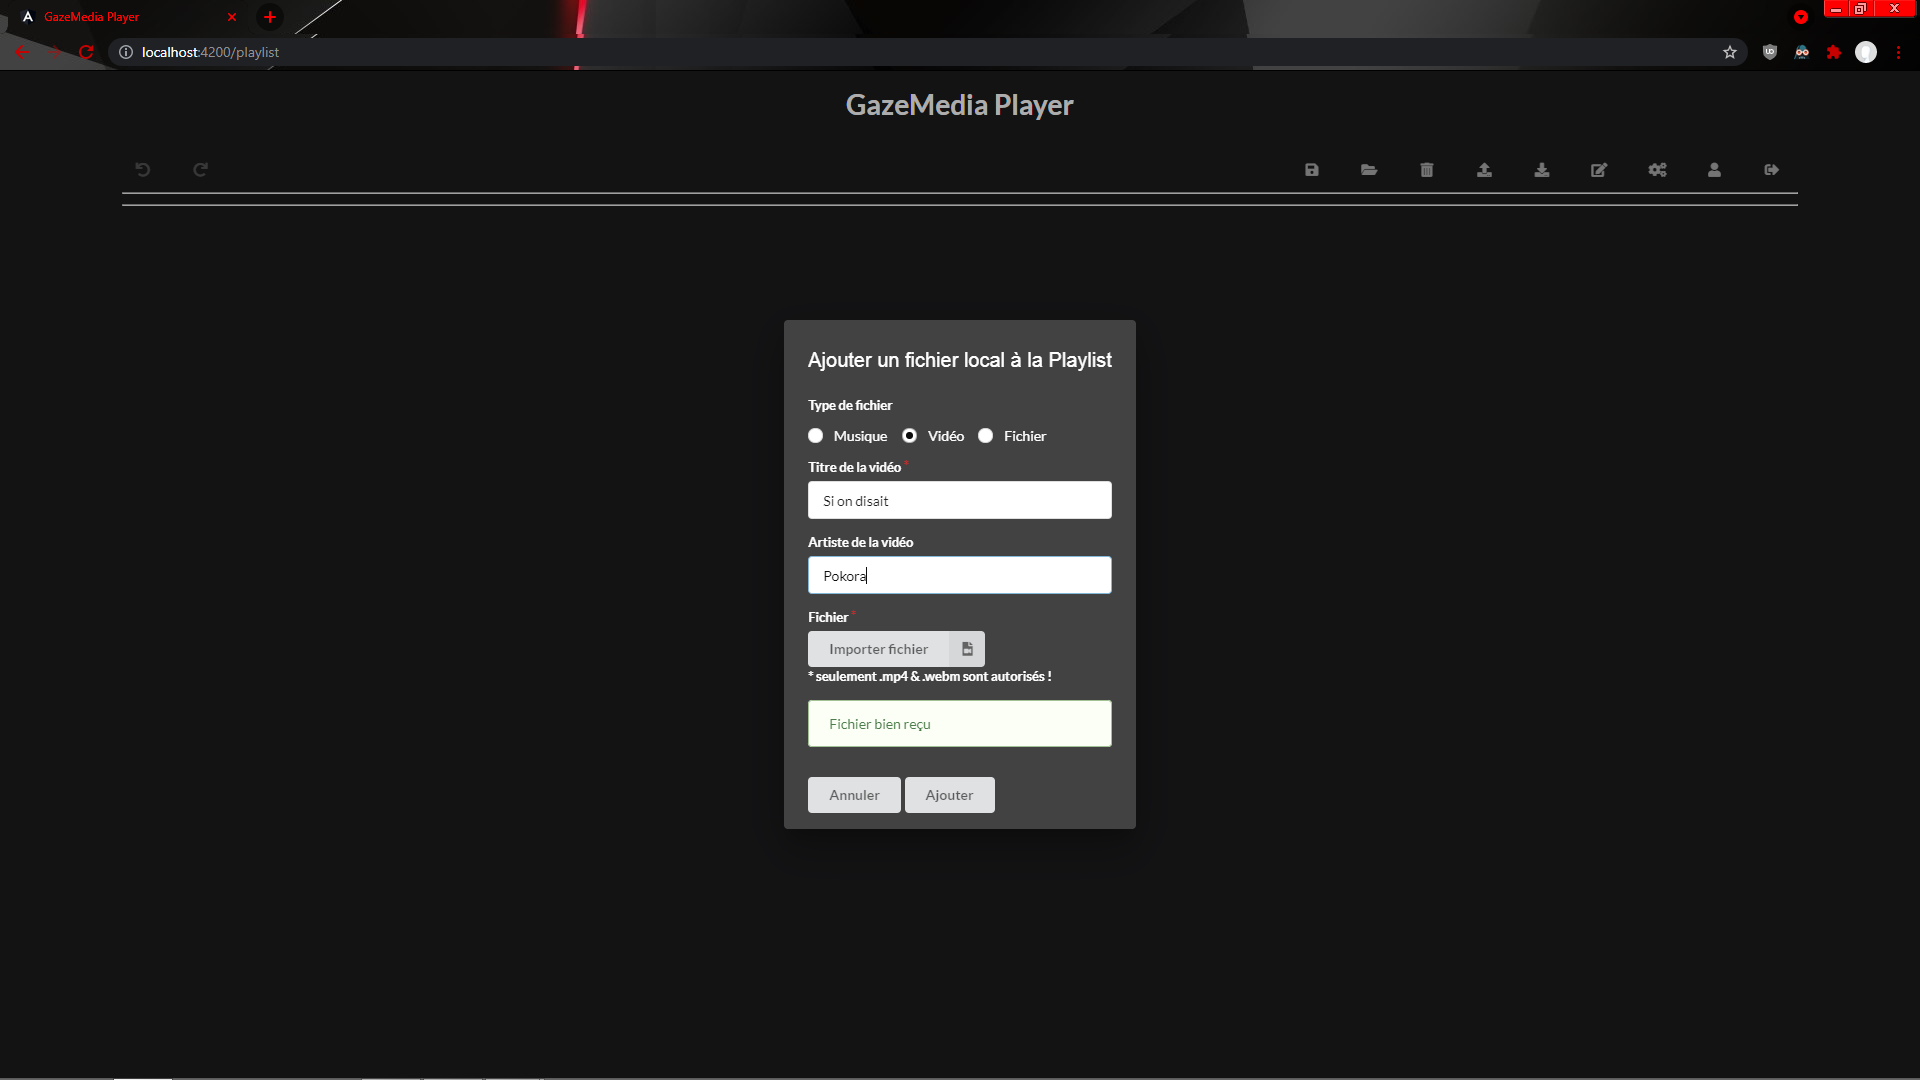 GazeMedia Player
localhost:4200/playlist
GazeMedia Player
Ajouter un fichier local à la Playlist
Type de fichier
Musique Vidéo Fichier
Titre de la vidéo *
Si on disait
Artiste de la vidéo
Pokora
Fichier *
Importer fichier
* seulement .mp4 & .webm sont autorisés !
Fichier bien reçu
Annuler Ajouter